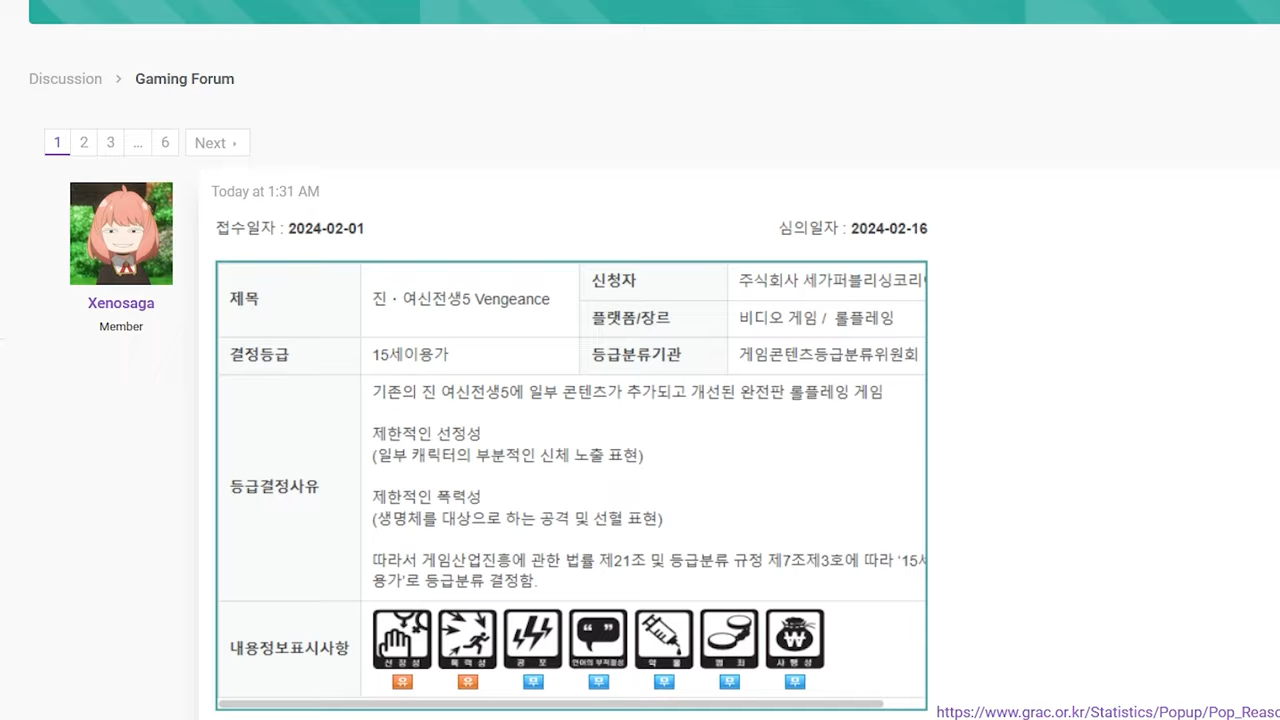 Discussion > Gaming Forum
1 2 3 ... 6 Next
Today at 1:31 AM
접수일자 : 2024-02-01 심의일자 : 2024-02-16
Xenosaga
Member
제목 진・여신전생5 Vengeance 신청자 주식회사 세가퍼블리싱코리
플랫폼/장르 비디오 게임 / 롤플레잉
결정등급 15세이용가 등급분류기관 게임콘텐츠등급분류위원회
등급결정사유
기존의 진 여신전생5에 일부 콘텐츠가 추가되고 개선된 완전판 롤플레잉 게임
제한적인 선정성
(일부 캐릭터의 부분적인 신체 노출 표현)
제한적인 폭력성
(생명체를 대상으로 하는 공격 및 선혈 표현)
따라서 게임산업진흥에 관한 법률 제21조 및 등급분류 규정 제7조제3호에 따라 '15세
용가'로 등급분류 결정함.
내용정보표시사항
선정성 폭력성 공포 언어의 부적절성 약물 범죄 사행성
유 유 무 무 무 무 무
https://www.grac.or.kr/Statistics/Popup/Pop_Reaso